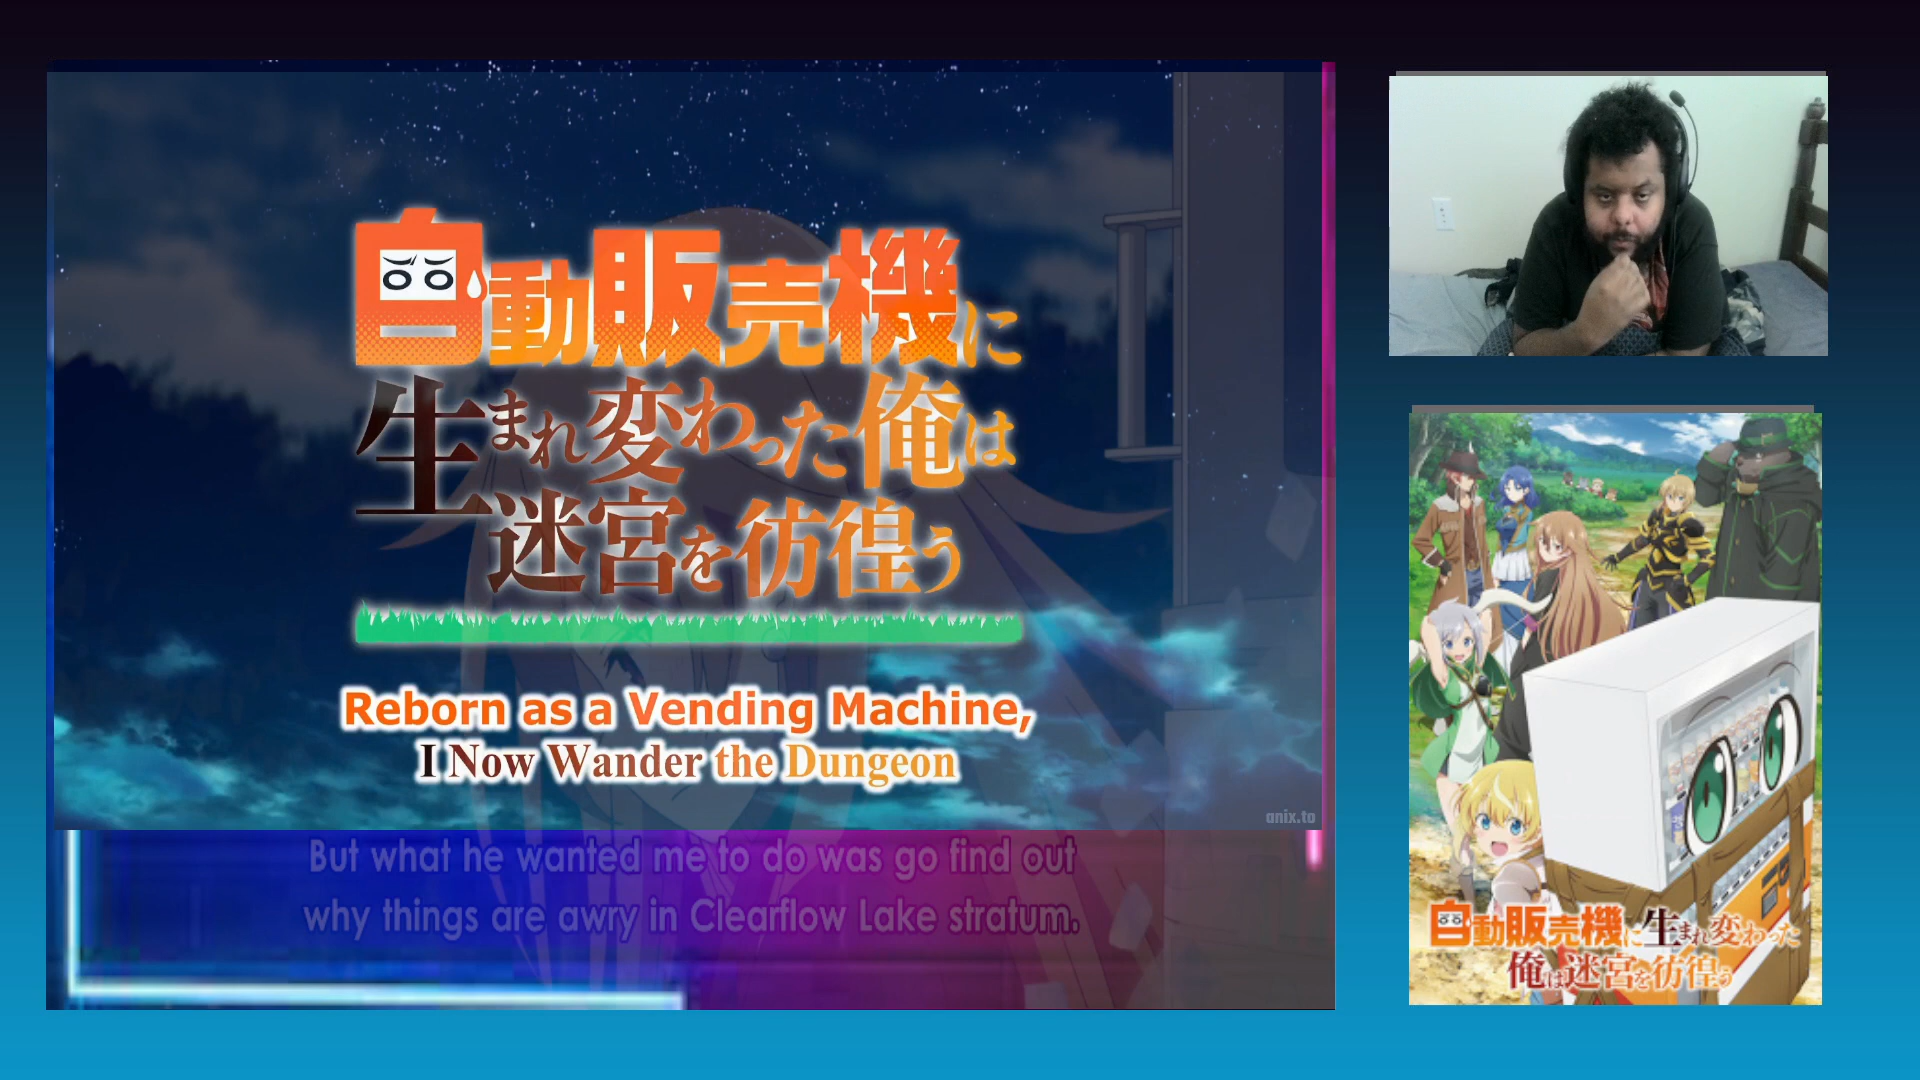 自動販売機に
生まれ変わった俺は
迷宮を彷徨う
Reborn as a Vending Machine,
I Now Wander the Dungeon
anix.to
But what he wanted me to do was go find out
why things are awry in Clearflow Lake stratum.
自動販売機に生まれ変わった
俺は迷宮を彷徨う